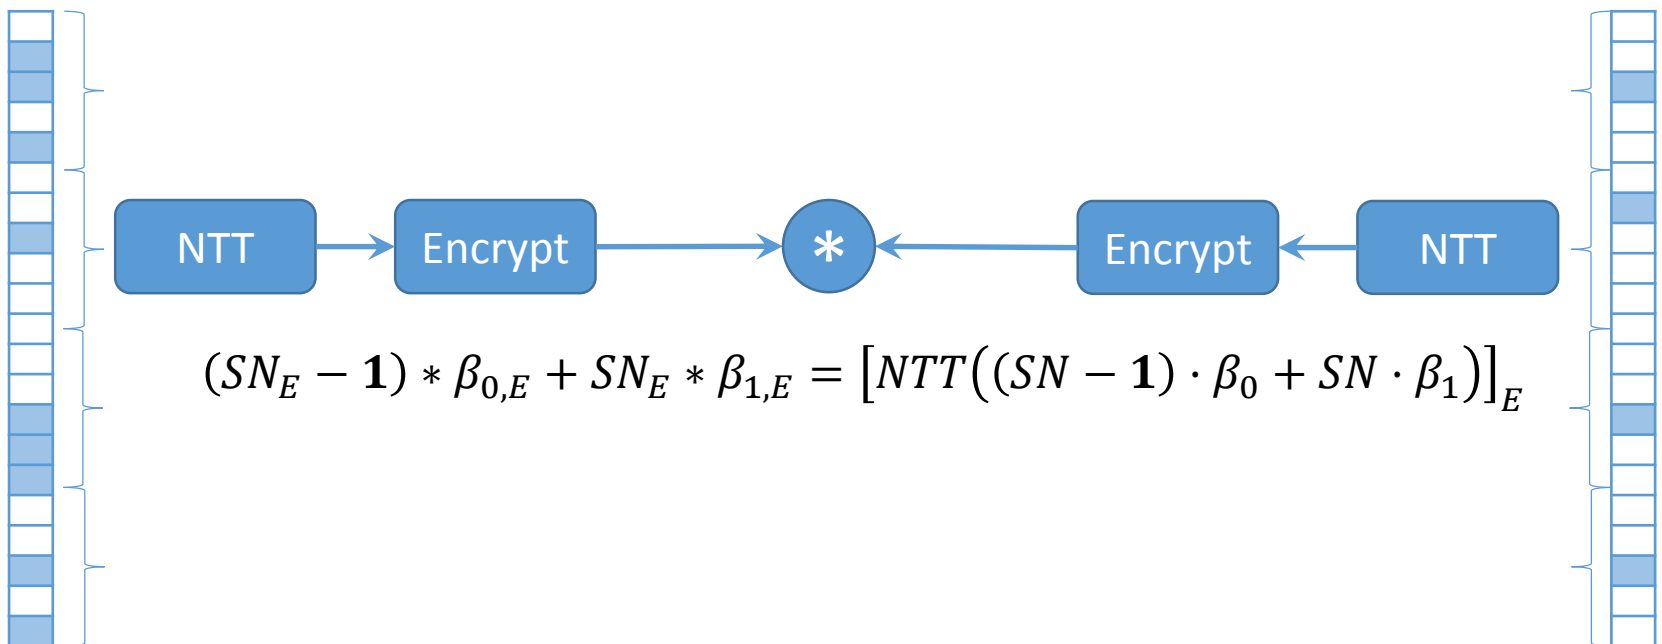 NTT Encrypt * Encrypt NTT
(SN_E − 𝟏) ∗ β_{0,E} + SN_E ∗ β_{1,E} = [NTT((SN − 𝟏) · β_0 + SN · β_1)]_E